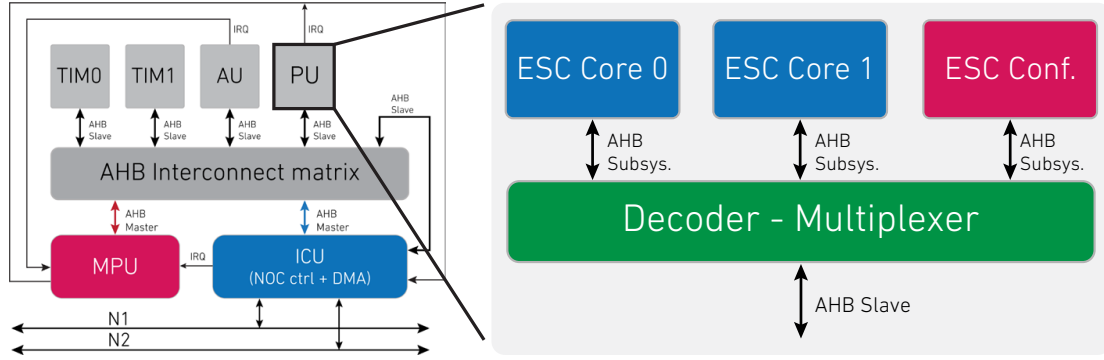 IRQ
IRQ
TIM0
TIM1
AU
PU
AHB
Slave
AHB
Slave
AHB
Slave
AHB
Slave
AHB
Slave
AHB Interconnect matrix
AHB
Master
AHB
Master
MPU
IRQ
ICU
(NOC ctrl + DMA)
N1
N2
ESC Core 0
ESC Core 1
ESC Conf.
AHB
Subsys.
AHB
Subsys.
AHB
Subsys.
Decoder - Multiplexer
AHB Slave